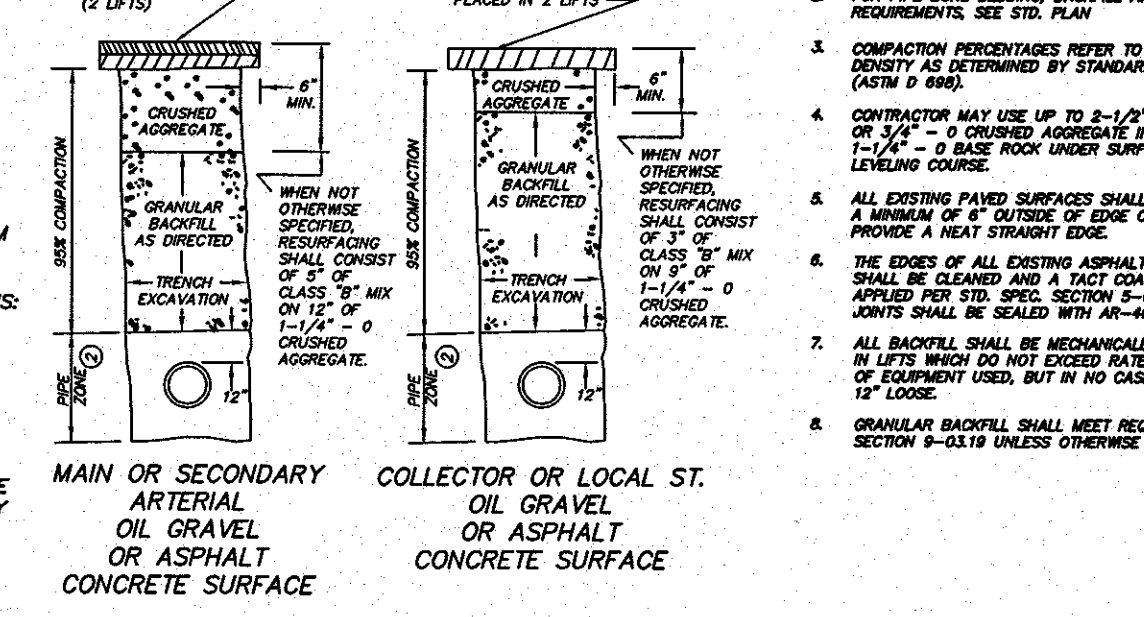 (2 LIFTS)
CRUSHED
AGGREGATE
6"
MIN.
95% COMPACTION
GRANULAR
BACKFILL
AS DIRECTED
TRENCH
EXCAVATION
WHEN NOT
OTHERWISE
SPECIFIED,
RESURFACING
SHALL CONSIST
OF 5" OF
CLASS "B" MIX
ON 12" OF
1-1/4" - 0
CRUSHED
AGGREGATE.
PIPE
ZONE
2
12"
MAIN OR SECONDARY
ARTERIAL
OIL GRAVEL
OR ASPHALT
CONCRETE SURFACE
PLACED IN 2 LIFTS
CRUSHED
AGGREGATE
6"
MIN.
95% COMPACTION
GRANULAR
BACKFILL
AS DIRECTED
TRENCH
EXCAVATION
WHEN NOT
OTHERWISE
SPECIFIED,
RESURFACING
SHALL CONSIST
OF 3" OF
CLASS "B" MIX
ON 9" OF
1-1/4" - 0
CRUSHED
AGGREGATE.
PIPE
ZONE
2
12"
COLLECTOR OR LOCAL ST.
OIL GRAVEL
OR ASPHALT
CONCRETE SURFACE
REQUIREMENTS, SEE STD. PLAN
3. COMPACTION PERCENTAGES REFER TO
DENSITY AS DETERMINED BY STANDAR
(ASTM D 698).
4. CONTRACTOR MAY USE UP TO 2-1/2"
OR 3/4" - 0 CRUSHED AGGREGATE I
1-1/4" - 0 BASE ROCK UNDER SURF
LEVELING COURSE.
5. ALL EXISTING PAVED SURFACES SHALL
A MINIMUM OF 6" OUTSIDE OF EDGE O
PROVIDE A NEAT STRAIGHT EDGE.
6. THE EDGES OF ALL EXISTING ASPHALT
SHALL BE CLEANED AND A TACT COA
APPLIED PER STD. SPEC. SECTION 5-
JOINTS SHALL BE SEALED WITH AR-4
7. ALL BACKFILL SHALL BE MECHANICALL
IN LIFTS WHICH DO NOT EXCEED RATE
OF EQUIPMENT USED, BUT IN NO CAS
12" LOOSE.
8. GRANULAR BACKFILL SHALL MEET REQ
SECTION 9-03.19 UNLESS OTHERWISE